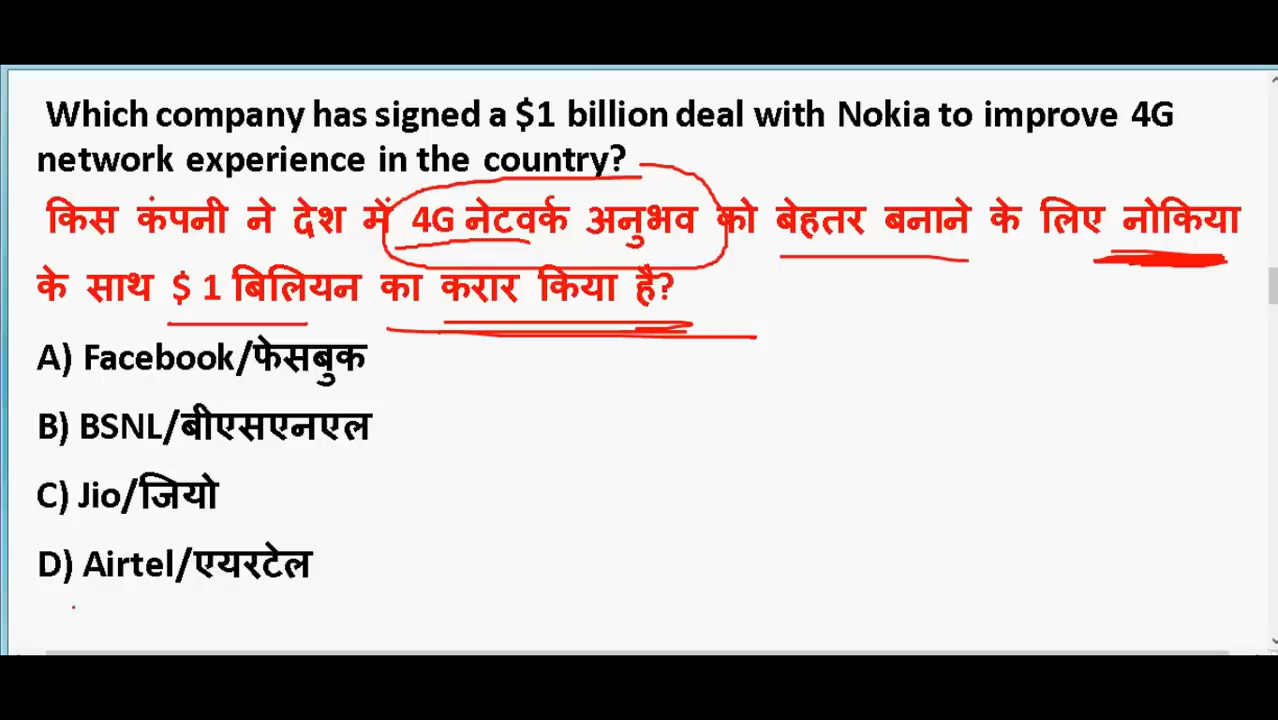 Which company has signed a $1 billion deal with Nokia to improve 4G
network experience in the country?
किस कंपनी ने देश में 4G नेटवर्क अनुभव को बेहतर बनाने के लिए नोकिया
के साथ $ 1 बिलियन का करार किया है?
A) Facebook/फेसबुक
B) BSNL/बीएसएनएल
C) Jio/जियो
D) Airtel/एयरटेल